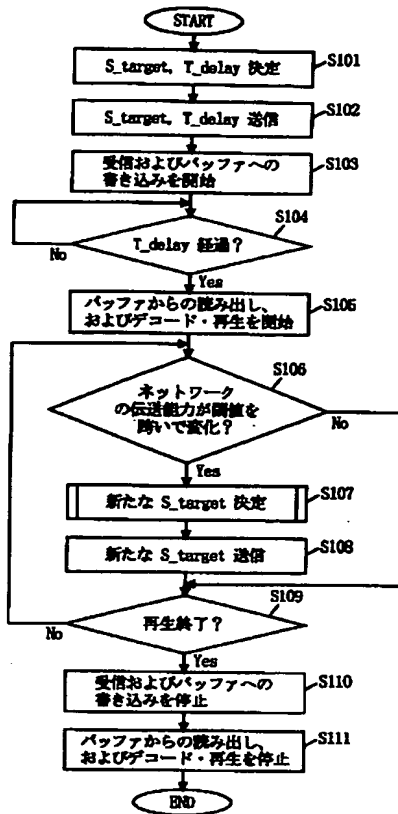 START
S_target, T_delay 決定
S101
S_target, T_delay 送信
S102
受信およびバッファへの
書き込みを開始
S103
S104
T_delay 経過？
No
Yes
バッファからの読み出し、
およびデコード・再生を開始
S105
S106
ネットワーク
の伝送能力が閾値を
跨いで変化？
No
Yes
新たな S_target 決定
S107
新たな S_target 送信
S108
S109
再生終了？
No
Yes
受信およびバッファへの
書き込みを停止
S110
バッファからの読み出し、
およびデコード・再生を停止
S111
END